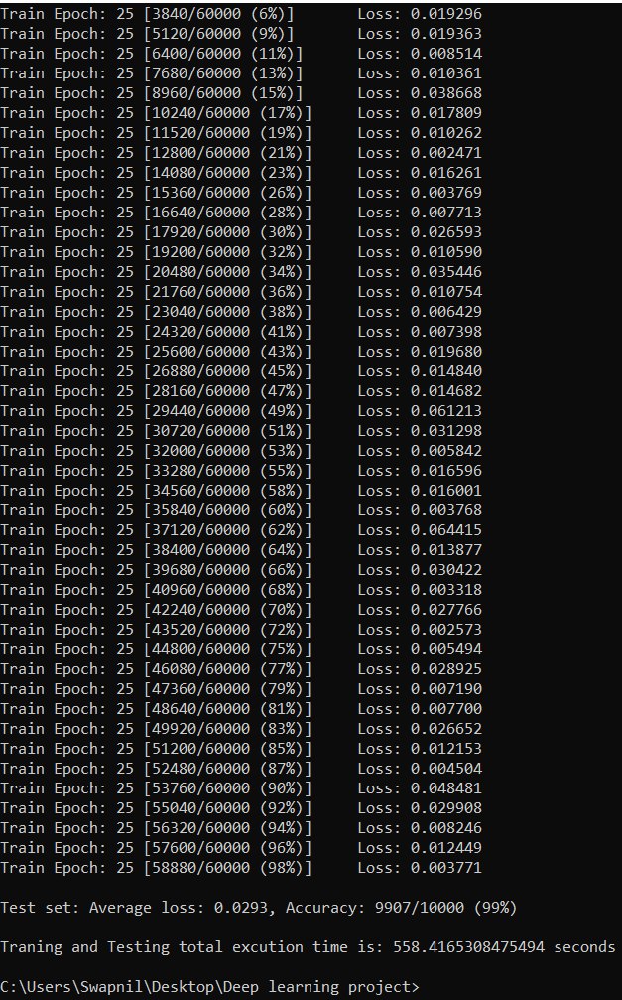 Train Epoch: 25 [3840/60000 (6%)]	Loss: 0.019296
Train Epoch: 25 [5120/60000 (9%)]	Loss: 0.019363
Train Epoch: 25 [6400/60000 (11%)]	Loss: 0.008514
Train Epoch: 25 [7680/60000 (13%)]	Loss: 0.010361
Train Epoch: 25 [8960/60000 (15%)]	Loss: 0.038668
Train Epoch: 25 [10240/60000 (17%)]	Loss: 0.017809
Train Epoch: 25 [11520/60000 (19%)]	Loss: 0.010262
Train Epoch: 25 [12800/60000 (21%)]	Loss: 0.002471
Train Epoch: 25 [14080/60000 (23%)]	Loss: 0.016261
Train Epoch: 25 [15360/60000 (26%)]	Loss: 0.003769
Train Epoch: 25 [16640/60000 (28%)]	Loss: 0.007713
Train Epoch: 25 [17920/60000 (30%)]	Loss: 0.026593
Train Epoch: 25 [19200/60000 (32%)]	Loss: 0.010590
Train Epoch: 25 [20480/60000 (34%)]	Loss: 0.035446
Train Epoch: 25 [21760/60000 (36%)]	Loss: 0.010754
Train Epoch: 25 [23040/60000 (38%)]	Loss: 0.006429
Train Epoch: 25 [24320/60000 (41%)]	Loss: 0.007398
Train Epoch: 25 [25600/60000 (43%)]	Loss: 0.019680
Train Epoch: 25 [26880/60000 (45%)]	Loss: 0.014840
Train Epoch: 25 [28160/60000 (47%)]	Loss: 0.014682
Train Epoch: 25 [29440/60000 (49%)]	Loss: 0.061213
Train Epoch: 25 [30720/60000 (51%)]	Loss: 0.031298
Train Epoch: 25 [32000/60000 (53%)]	Loss: 0.005842
Train Epoch: 25 [33280/60000 (55%)]	Loss: 0.016596
Train Epoch: 25 [34560/60000 (58%)]	Loss: 0.016001
Train Epoch: 25 [35840/60000 (60%)]	Loss: 0.003768
Train Epoch: 25 [37120/60000 (62%)]	Loss: 0.064415
Train Epoch: 25 [38400/60000 (64%)]	Loss: 0.013877
Train Epoch: 25 [39680/60000 (66%)]	Loss: 0.030422
Train Epoch: 25 [40960/60000 (68%)]	Loss: 0.003318
Train Epoch: 25 [42240/60000 (70%)]	Loss: 0.027766
Train Epoch: 25 [43520/60000 (72%)]	Loss: 0.002573
Train Epoch: 25 [44800/60000 (75%)]	Loss: 0.005494
Train Epoch: 25 [46080/60000 (77%)]	Loss: 0.028925
Train Epoch: 25 [47360/60000 (79%)]	Loss: 0.007190
Train Epoch: 25 [48640/60000 (81%)]	Loss: 0.007700
Train Epoch: 25 [49920/60000 (83%)]	Loss: 0.026652
Train Epoch: 25 [51200/60000 (85%)]	Loss: 0.012153
Train Epoch: 25 [52480/60000 (87%)]	Loss: 0.004504
Train Epoch: 25 [53760/60000 (90%)]	Loss: 0.048481
Train Epoch: 25 [55040/60000 (92%)]	Loss: 0.029908
Train Epoch: 25 [56320/60000 (94%)]	Loss: 0.008246
Train Epoch: 25 [57600/60000 (96%)]	Loss: 0.012449
Train Epoch: 25 [58880/60000 (98%)]	Loss: 0.003771
Test set: Average loss: 0.0293, Accuracy: 9907/10000 (99%)
Traning and Testing total excution time is: 558.4165308475494 seconds
C:\Users\Swapnil\Desktop\Deep learning project>